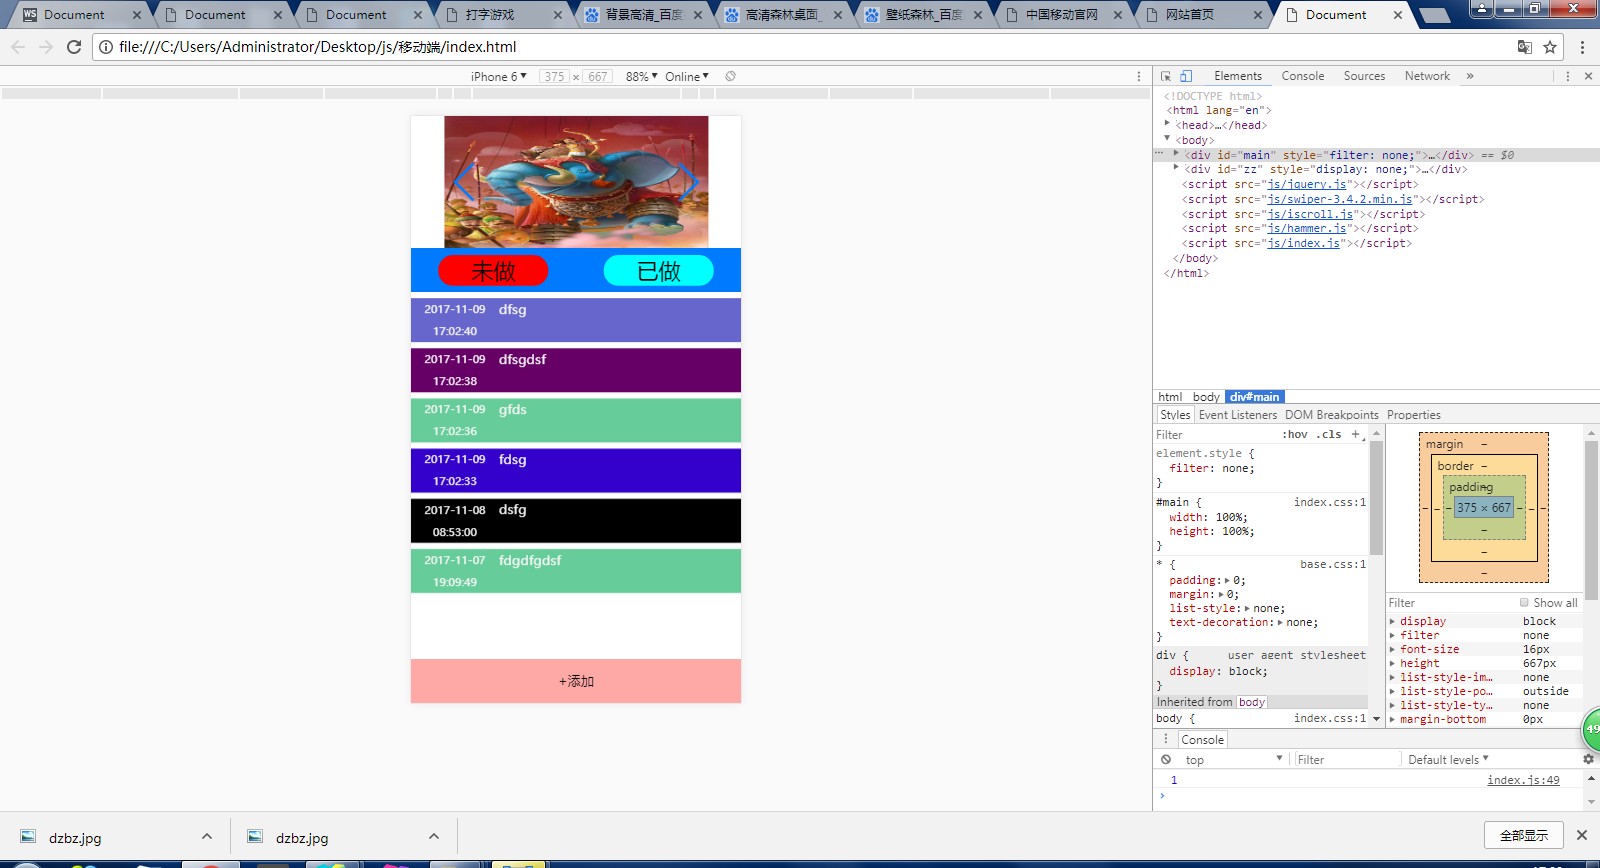 WS Document
Document
Document
打字游戏
背景高清_百度
高清森林桌面_
壁纸森林_百度
中国移动官网
网站首页
Document
file:///C:/Users/Administrator/Desktop/js/移动端/index.html
iPhone 6 ▼ 375 × 667 88% ▼ Online ▼
未做 已做
2017-11-09 dfsg
17:02:40
2017-11-09 dfsgdsf
17:02:38
2017-11-09 gfds
17:02:36
2017-11-09 fdsg
17:02:33
2017-11-08 dsfg
08:53:00
2017-11-07 fdgdfgdsf
19:09:49
+添加
Elements Console Sources Network »
<!DOCTYPE html>
<html lang="en">
<head>…</head>
<body>
<div id="main" style="filter: none;">…</div> == $0
<div id="zz" style="display: none;">…</div>
<script src="js/jquery.js"></script>
<script src="js/swiper-3.4.2.min.js"></script>
<script src="js/iscroll.js"></script>
<script src="js/hammer.js"></script>
<script src="js/index.js"></script>
</body>
</html>
html body div#main
Styles Event Listeners DOM Breakpoints Properties
Filter :hov .cls +
element.style {
filter: none;
}
#main { index.css:1
width: 100%;
height: 100%;
}
* { base.css:1
padding: 0;
margin: 0;
list-style: none;
text-decoration: none;
}
div { user agent stylesheet
display: block;
}
Inherited from body
body { index.css:1
margin –
border –
padding –
375 × 667
–
–
–
Filter Show all
display block
filter none
font-size 16px
height 667px
list-style-im… none
list-style-po… outside
list-style-ty… none
margin-bottom 0px
49
Console
top ▼ Filter Default levels ▼
1 index.js:49
›
dzbz.jpg
dzbz.jpg
全部显示